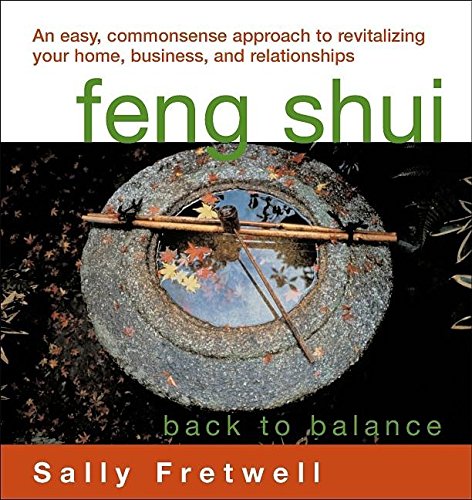 An easy, commonsense approach to revitalizing
your home, business, and relationships
feng shui
back to balance
Sally Fretwell